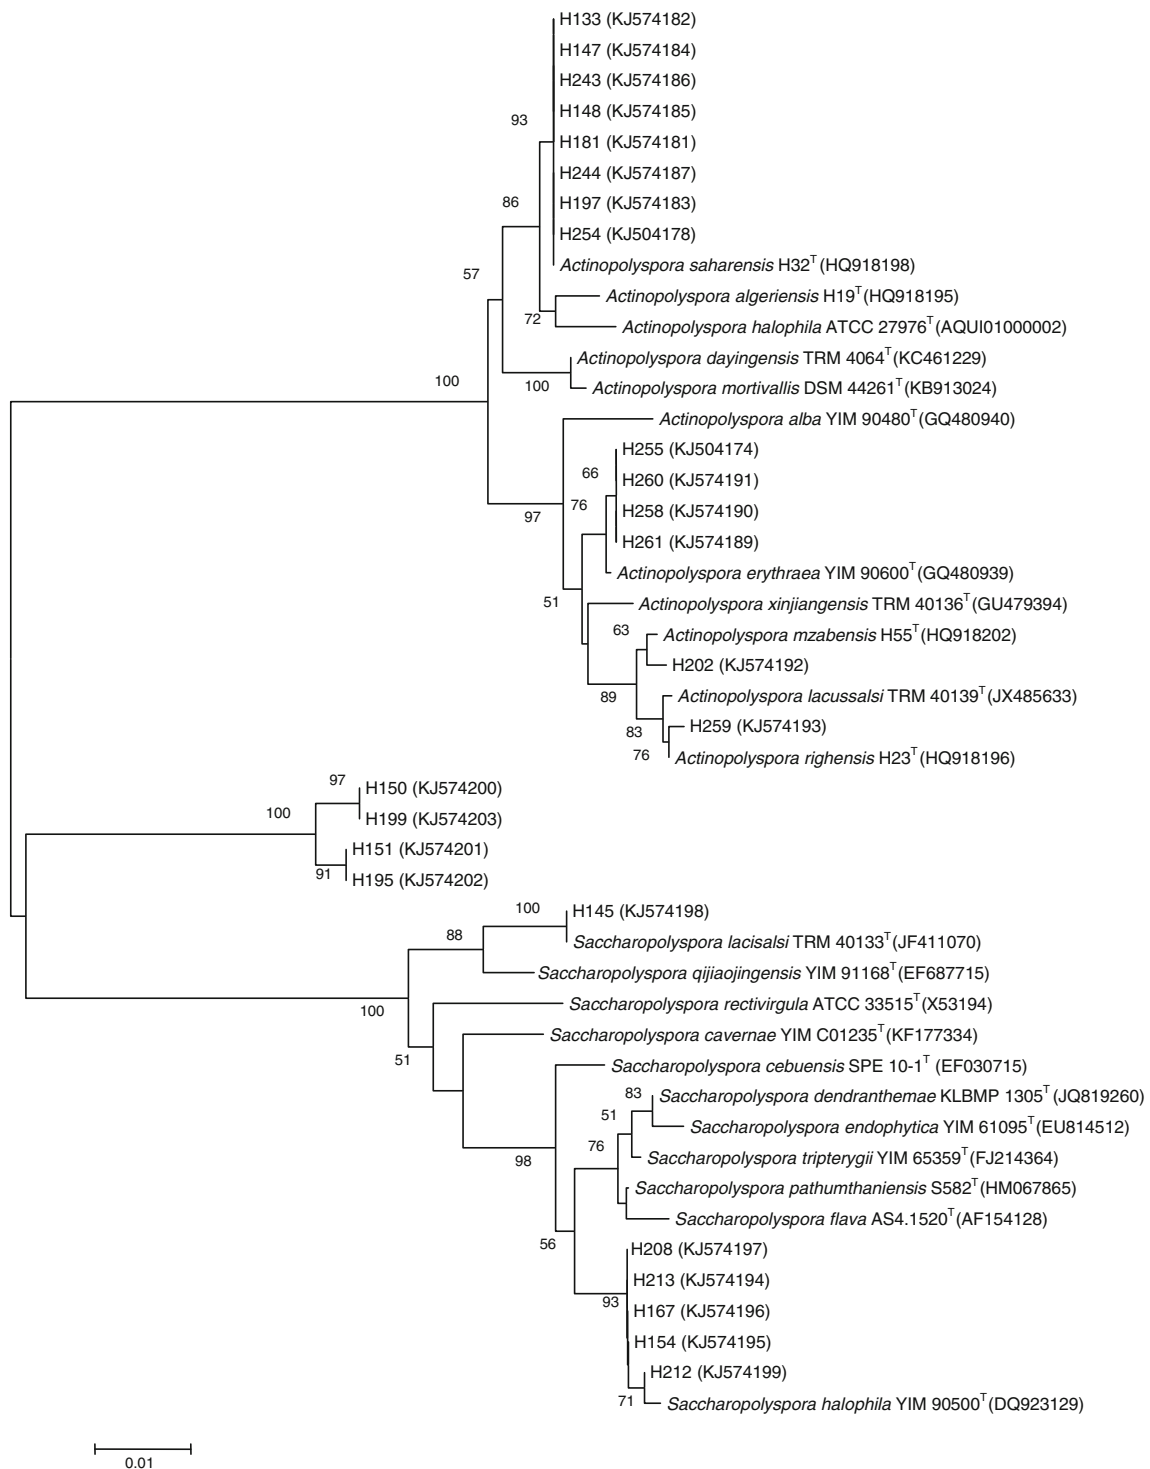 H133 (KJ574182)
H147 (KJ574184)
H243 (KJ574186)
H148 (KJ574185)
93
H181 (KJ574181)
H244 (KJ574187)
H197 (KJ574183)
86
H254 (KJ504178)
Actinopolyspora saharensis H32T (HQ918198)
57
Actinopolyspora algeriensis H19T (HQ918195)
72
Actinopolyspora halophila ATCC 27976T (AQUI01000002)
Actinopolyspora dayingensis TRM 4064T (KC461229)
100
100
Actinopolyspora mortivallis DSM 44261T (KB913024)
Actinopolyspora alba YIM 90480T (GQ480940)
H255 (KJ504174)
66
H260 (KJ574191)
76
H258 (KJ574190)
97
H261 (KJ574189)
Actinopolyspora erythraea YIM 90600T (GQ480939)
51
Actinopolyspora xinjiangensis TRM 40136T (GU479394)
63
Actinopolyspora mzabensis H55T (HQ918202)
H202 (KJ574192)
89
Actinopolyspora lacussalsi TRM 40139T (JX485633)
83
H259 (KJ574193)
76
Actinopolyspora righensis H23T (HQ918196)
97
H150 (KJ574200)
100
H199 (KJ574203)
H151 (KJ574201)
91
H195 (KJ574202)
100
H145 (KJ574198)
88
Saccharopolyspora lacisalsi TRM 40133T (JF411070)
Saccharopolyspora qijiaojingensis YIM 91168T (EF687715)
100
Saccharopolyspora rectivirgula ATCC 33515T (X53194)
Saccharopolyspora cavernae YIM C01235T (KF177334)
51
Saccharopolyspora cebuensis SPE 10-1T (EF030715)
83
Saccharopolyspora dendranthemae KLBMP 1305T (JQ819260)
51
Saccharopolyspora endophytica YIM 61095T (EU814512)
76
Saccharopolyspora tripterygii YIM 65359T (FJ214364)
98
Saccharopolyspora pathumthaniensis S582T (HM067865)
Saccharopolyspora flava AS4.1520T (AF154128)
56
H208 (KJ574197)
H213 (KJ574194)
93
H167 (KJ574196)
H154 (KJ574195)
H212 (KJ574199)
71
Saccharopolyspora halophila YIM 90500T (DQ923129)
0.01